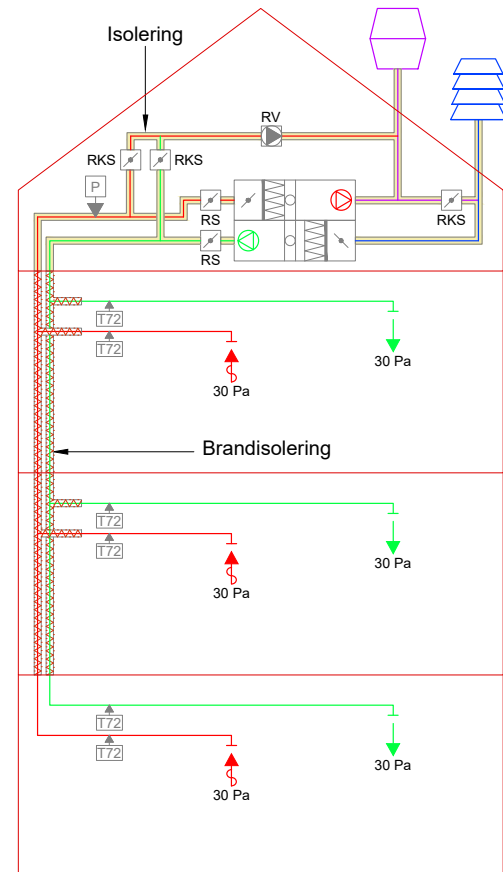 Isolering
RV
RKS
RKS
P
RS
RKS
RS
T72
T72
30 Pa
30 Pa
Brandisolering
T72
T72
30 Pa
30 Pa
T72
T72
30 Pa
30 Pa